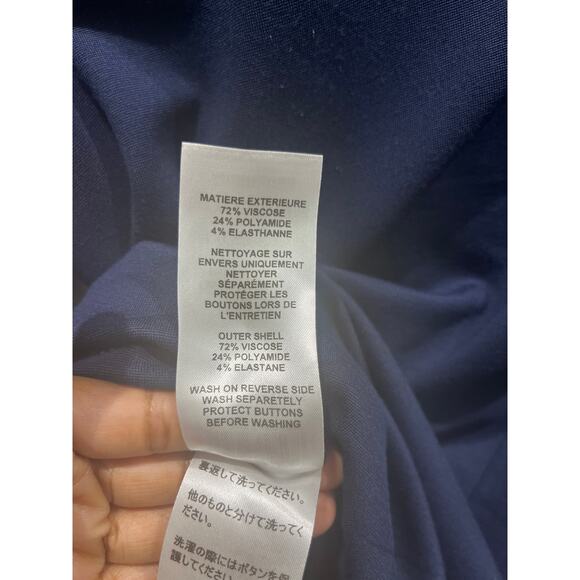 MATIERE EXTERIEURE
72% VISCOSE
24% POLYAMIDE
4% ELASTHANNE
NETTOYAGE SUR
ENVERS UNIQUEMENT
NETTOYER
SÉPARÉMENT
PROTÉGER LES
BOUTONS LORS DE
L'ENTRETIEN
OUTER SHELL
72% VISCOSE
24% POLYAMIDE
4% ELASTANE
WASH ON REVERSE SIDE
WASH SEPARETELY
PROTECT BUTTONS
BEFORE WASHING
裏返して洗ってください。
他のものと分けて洗ってく
ださい。
洗濯の際にはボタンを保
護してください。